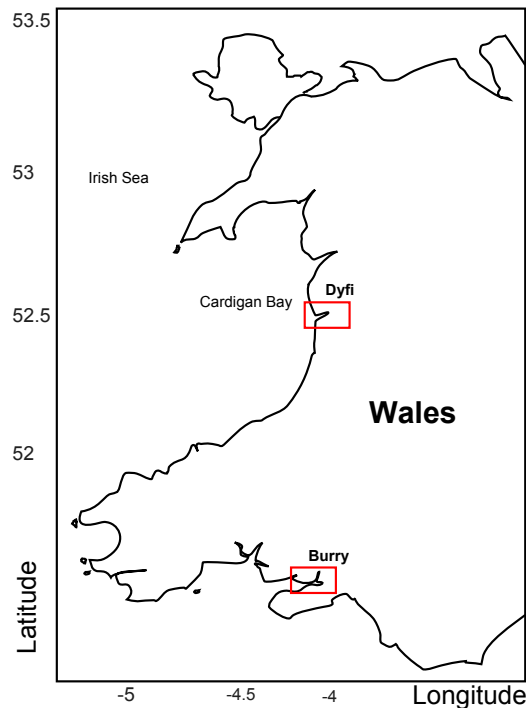 53.5
53
Irish Sea
Dyfi
Cardigan Bay
52.5
Wales
52
Burry
Latitude
-5
-4.5
-4
Longitude